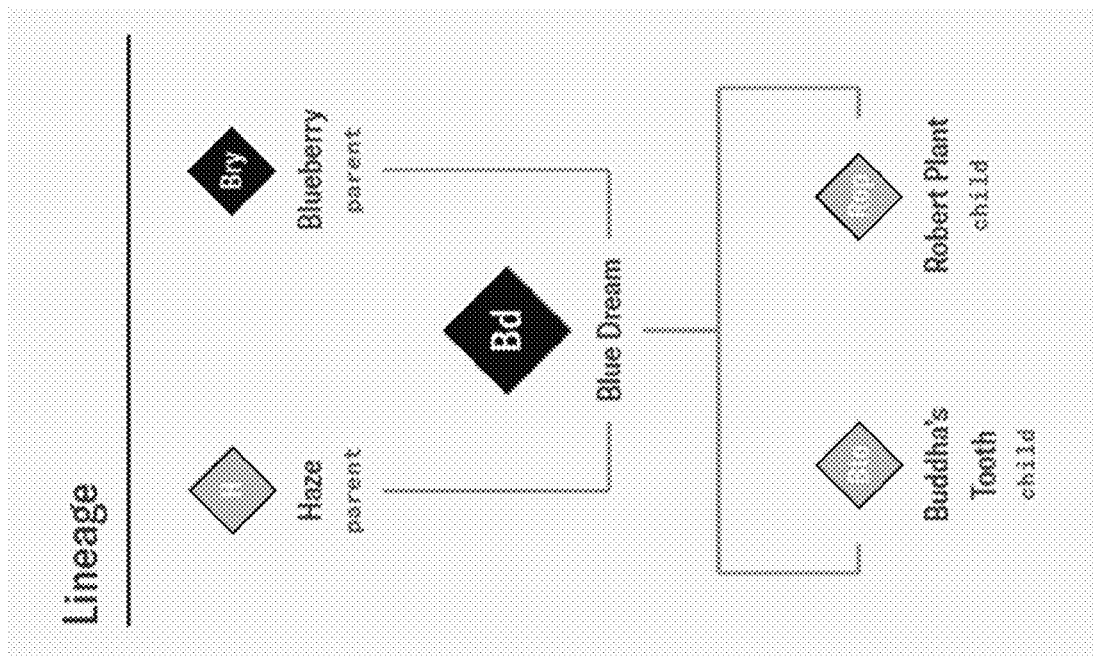 Lineage
Haze
parent
Bry
Blueberry
parent
Bd
Blue Dream
Buddha's
Tooth
child
Robert Plant
child